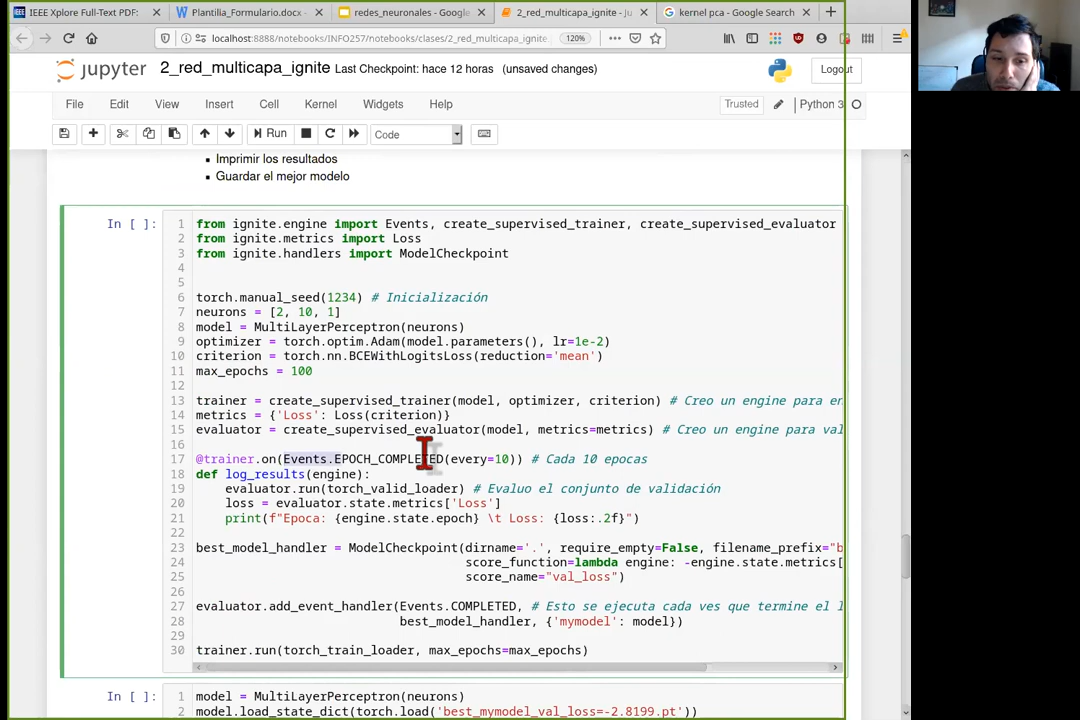 IEEE Xplore Full-Text PDF:
Plantilia_Formulario.docx -
redes_neuronales - Google
2_red_multicapa_ignite - Ju
kernel pca - Google Search
localhost:8888/notebooks/INFO257/notebooks/clases/2_red_multicapa_ignite
120%
jupyter 2_red_multicapa_ignite Last Checkpoint: hace 12 horas (unsaved changes)
Logout
File Edit View Insert Cell Kernel Widgets Help
Trusted
Python 3
Run
Code
Imprimir los resultados
Guardar el mejor modelo
In [ ]:
1 from ignite.engine import Events, create_supervised_trainer, create_supervised_evaluator
2 from ignite.metrics import Loss
3 from ignite.handlers import ModelCheckpoint
4
5
6 torch.manual_seed(1234) # Inicialización
7 neurons = [2, 10, 1]
8 model = MultiLayerPerceptron(neurons)
9 optimizer = torch.optim.Adam(model.parameters(), lr=1e-2)
10 criterion = torch.nn.BCEWithLogitsLoss(reduction='mean')
11 max_epochs = 100
12
13 trainer = create_supervised_trainer(model, optimizer, criterion) # Creo un engine para en
14 metrics = {'Loss': Loss(criterion)}
15 evaluator = create_supervised_evaluator(model, metrics=metrics) # Creo un engine para val
16
17 @trainer.on(Events.EPOCH_COMPLETED(every=10)) # Cada 10 epocas
18 def log_results(engine):
19 evaluator.run(torch_valid_loader) # Evaluo el conjunto de validación
20 loss = evaluator.state.metrics['Loss']
21 print(f"Epoca: {engine.state.epoch} \t Loss: {loss:.2f}")
22
23 best_model_handler = ModelCheckpoint(dirname='.', require_empty=False, filename_prefix="b
24 score_function=lambda engine: -engine.state.metrics[
25 score_name="val_loss")
26
27 evaluator.add_event_handler(Events.COMPLETED, # Esto se ejecuta cada ves que termine el l
28 best_model_handler, {'mymodel': model})
29
30 trainer.run(torch_train_loader, max_epochs=max_epochs)
In [ ]:
1 model = MultiLayerPerceptron(neurons)
2 model.load_state_dict(torch.load('best_mymodel_val_loss=-2.8199.pt'))